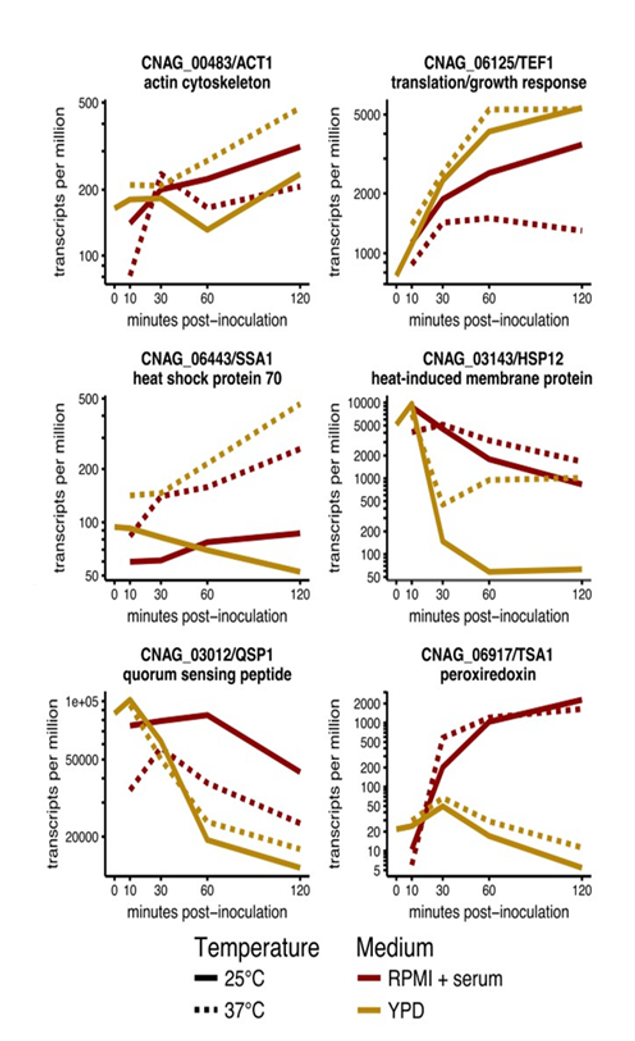 CNAG_00483/ACT1
actin cytoskeleton
transcripts per million
500
200
100
0 10 30 60 120
minutes post−inoculation
CNAG_06125/TEF1
translation/growth response
transcripts per million
5000
2000
1000
0 10 30 60 120
minutes post−inoculation
CNAG_06443/SSA1
heat shock protein 70
transcripts per million
500
200
100
50
0 10 30 60 120
minutes post−inoculation
CNAG_03143/HSP12
heat-induced membrane protein
transcripts per million
10000
5000
2000
1000
500
200
100
50
0 10 30 60 120
minutes post−inoculation
CNAG_03012/QSP1
quorum sensing peptide
transcripts per million
1e+05
50000
20000
0 10 30 60 120
minutes post−inoculation
CNAG_06917/TSA1
peroxiredoxin
transcripts per million
2000
1000
500
200
100
50
20
10
5
0 10 30 60 120
minutes post−inoculation
Temperature
25°C
37°C
Medium
RPMI + serum
YPD